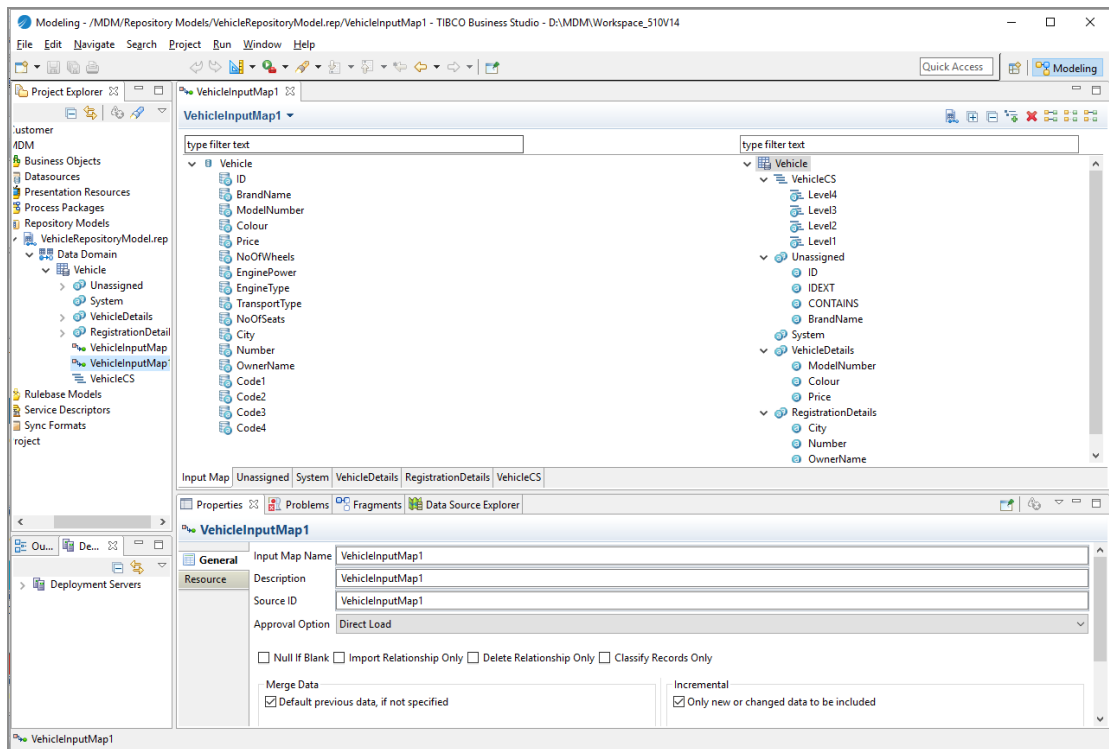 Modeling - /MDM/Repository Models/VehicleRepositoryModel.rep/VehicleInputMap1 - TIBCO Business Studio - D:\MDM\Workspace_510V14
File Edit Navigate Search Project Run Window Help
Quick Access
Modeling
Project Explorer
ustomer
MDM
Business Objects
Datasources
Presentation Resources
Process Packages
Repository Models
VehicleRepositoryModel.rep
Data Domain
Vehicle
Unassigned
System
VehicleDetails
RegistrationDetail
VehicleInputMap
VehicleInputMap1
VehicleCS
Rulebase Models
Service Descriptors
Sync Formats
roject
Ou...
De...
Deployment Servers
VehicleInputMap1
VehicleInputMap1
type filter text
Vehicle
ID
BrandName
ModelNumber
Colour
Price
NoOfWheels
EnginePower
EngineType
TransportType
NoOfSeats
City
Number
OwnerName
Code1
Code2
Code3
Code4
type filter text
Vehicle
VehicleCS
Level4
Level3
Level2
Level1
Unassigned
ID
IDEXT
CONTAINS
BrandName
System
VehicleDetails
ModelNumber
Colour
Price
RegistrationDetails
City
Number
OwnerName
Input Map Unassigned System VehicleDetails RegistrationDetails VehicleCS
Properties Problems Fragments Data Source Explorer
VehicleInputMap1
General
Resource
Input Map Name VehicleInputMap1
Description VehicleInputMap1
Source ID VehicleInputMap1
Approval Option Direct Load
Null If Blank Import Relationship Only Delete Relationship Only Classify Records Only
Merge Data
Default previous data, if not specified
Incremental
Only new or changed data to be included
VehicleInputMap1